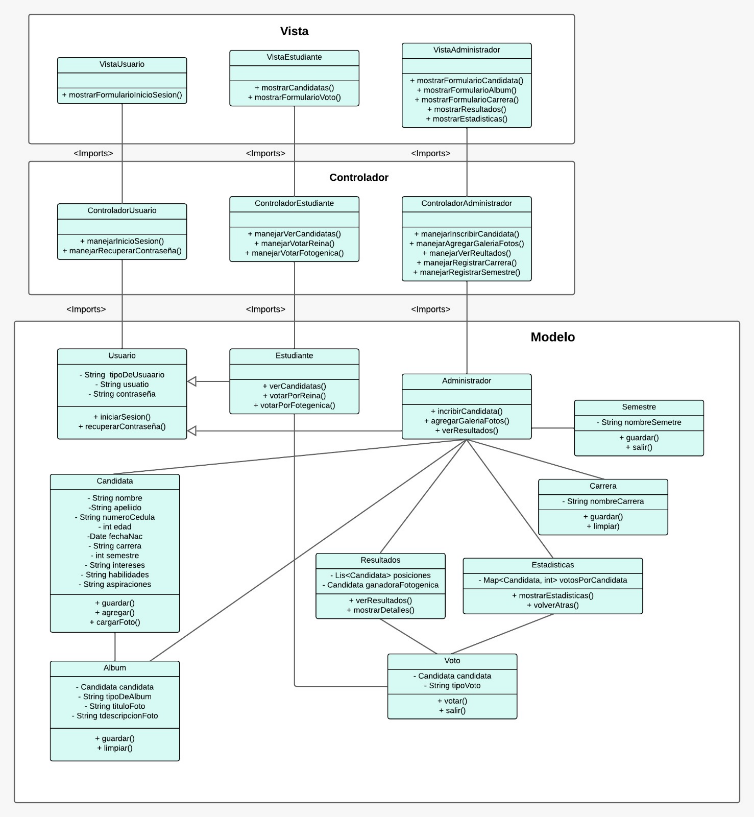 Vista
VistaUsuario
+ mostrarFormularioInicioSesion()
VistaEstudiante
+ mostrarCandidatas()
+ mostrarFormularioVoto()
VistaAdministrador
+ mostrarFormularioCandidata()
+ mostrarFormularioAlbum()
+ mostrarFormularioCarrera()
+ mostrarResultados()
+ mostrarEstadisticas()
<Imports>
<Imports>
<Imports>
Controlador
ControladorUsuario
+ manejarInicioSesion()
+ manejarRecuperarContraseña()
ControladorEstudiante
+ manejarVerCandidatas()
+ manejarVotarReina()
+ manejarVotarFotogenica()
ControladorAdministrador
+ manejarInscribirCandidata()
+ manejarAgregarGaleriaFotos()
+ manejarVerReultados()
+ manejarRegistrarCarrera()
+ manejarRegistrarSemestre()
<Imports>
<Imports>
<Imports>
Modelo
Usuario
- String  tipoDeUsuaario
- String usuatio
- String contraseña
+ iniciarSesion()
+ recuperarContraseña()
Estudiante
+ verCandidatas()
+ votarPorReina()
+ votarPorFotegenica()
Administrador
+ incribirCandidata()
+ agregarGaleriaFotos()
+ verResultados()
Semestre
- String nombreSemetre
+ guardar()
+ salir()
Candidata
- String nombre
-String apeliido
- String numeroCedula
- int edad
-Date fechaNac
- String carrera
- int semestre
- String intereses
- String habilidades
- String aspiraciones
+ guardar()
+ agregar()
+ cargarFoto()
Carrera
- String nombreCarrera
+ guardar()
+ limpiar)
Resultados
- Lis<Candidata> posiciones
- Candidata ganadoraFotogenica
+ verResultados()
+ mostrarDetalles()
Estadisticas
- Map<Candidata, int> votosPorCandidata
+ mostrarEstadisticas()
+ volverAtras()
Album
- Candidata candidata
- String tipoDeAlbum
- String tituloFoto
- String tdescripcionFoto
+ guardar()
+ limpiar()
Voto
- Candidata candidata
- String tipoVoto
+ votar()
+ salir()